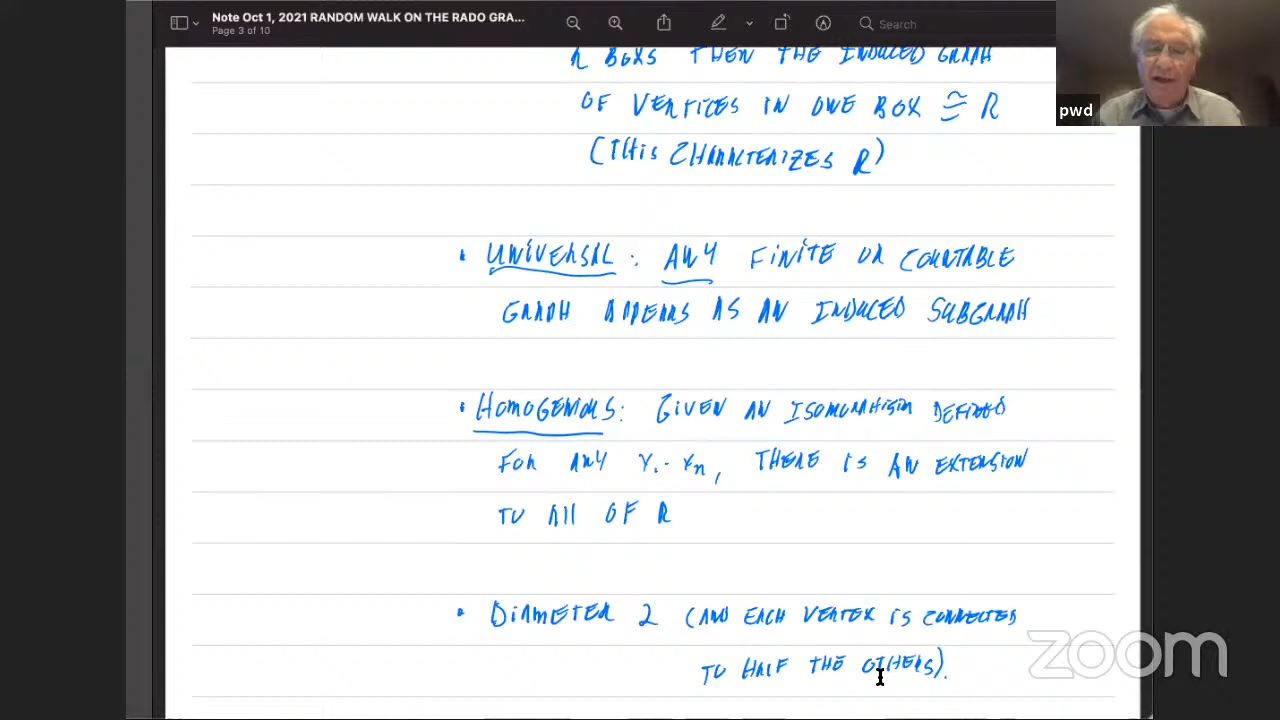 Note Oct 1, 2021 RANDOM WALK ON THE RADO GRA...
Page 3 of 10
Search
pwd
R BOXS THEN THE INDUCED GRAPH
OF VERTICES IN ONE BOX ≅ R
(THIS CHARACTERIZES R)
• UNIVERSAL: ANY FINITE OR COUNTABLE
GRAPH APPEARS AS AN INDUCED SUBGRAPH
• HOMOGENIOUS: GIVEN AN ISOMORPHISM DEFINED
FOR ANY X1.. Xn, THERE IS AN EXTENSION
TO All OF R
• DiAMETER 2 (AND EACH VERTEX IS CONNECTED
TO HALF THE OTHERS).
zoom